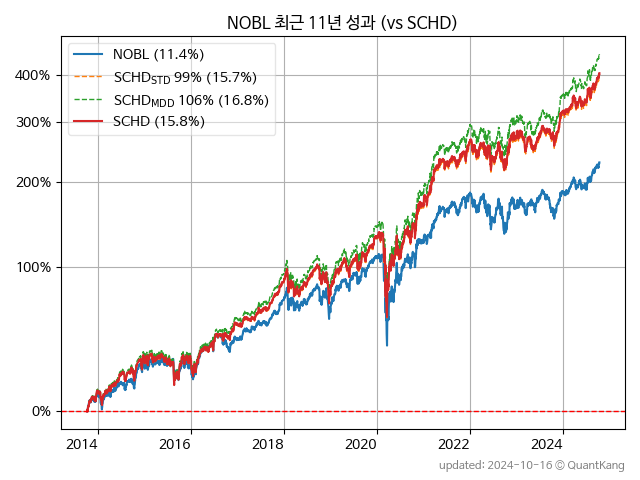 NOBL 최근 11년 성과 (vs SCHD)
NOBL (11.4%)
SCHD_STD 99% (15.7%)
SCHD_MDD 106% (16.8%)
SCHD (15.8%)
400%
300%
200%
100%
0%
2014 2016 2018 2020 2022 2024
updated: 2024-10-16 © QuantKang